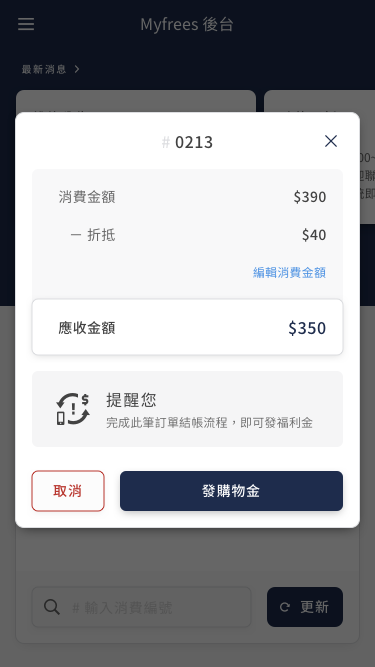 Myfrees 後台
最新消息
# 0213
消費金額 $390
— 折抵 $40
編輯消費金額
應收金額 $350
提醒您
完成此筆訂單結帳流程，即可發福利金
取消 發購物金
# 輸入消費編號 更新